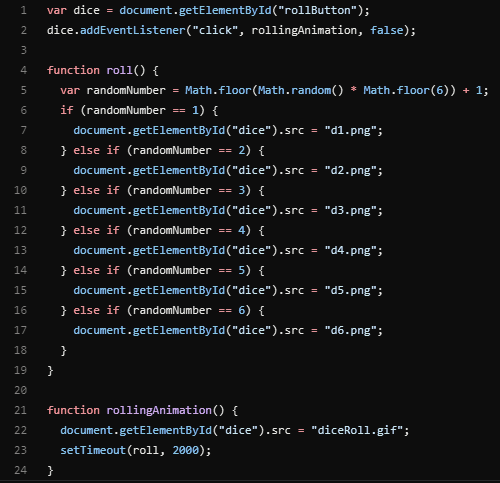 1 var dice = document.getElementById("rollButton");
2 dice.addEventListener("click", rollingAnimation, false);
3
4 function roll() {
5   var randomNumber = Math.floor(Math.random() * Math.floor(6)) + 1;
6   if (randomNumber == 1) {
7     document.getElementById("dice").src = "d1.png";
8   } else if (randomNumber == 2) {
9     document.getElementById("dice").src = "d2.png";
10   } else if (randomNumber == 3) {
11     document.getElementById("dice").src = "d3.png";
12   } else if (randomNumber == 4) {
13     document.getElementById("dice").src = "d4.png";
14   } else if (randomNumber == 5) {
15     document.getElementById("dice").src = "d5.png";
16   } else if (randomNumber == 6) {
17     document.getElementById("dice").src = "d6.png";
18   }
19 }
20
21 function rollingAnimation() {
22   document.getElementById("dice").src = "diceRoll.gif";
23   setTimeout(roll, 2000);
24 }